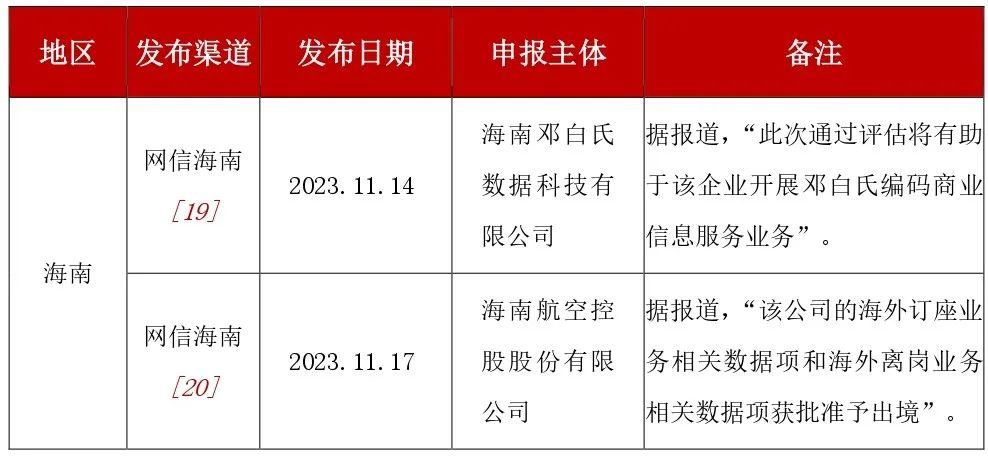 地区 发布渠道 发布日期 申报主体 备注
海南
网信海南
[19]
2023.11.14
海南邓白氏
数据科技有
限公司
据报道，“此次通过评估将有助
于该企业开展邓白氏编码商业
信息服务业务”。
网信海南
[20]
2023.11.17
海南航空控
股股份有限
公司
据报道，“该公司的海外订座业
务相关数据项和海外离岗业务
相关数据项获批准予出境”。